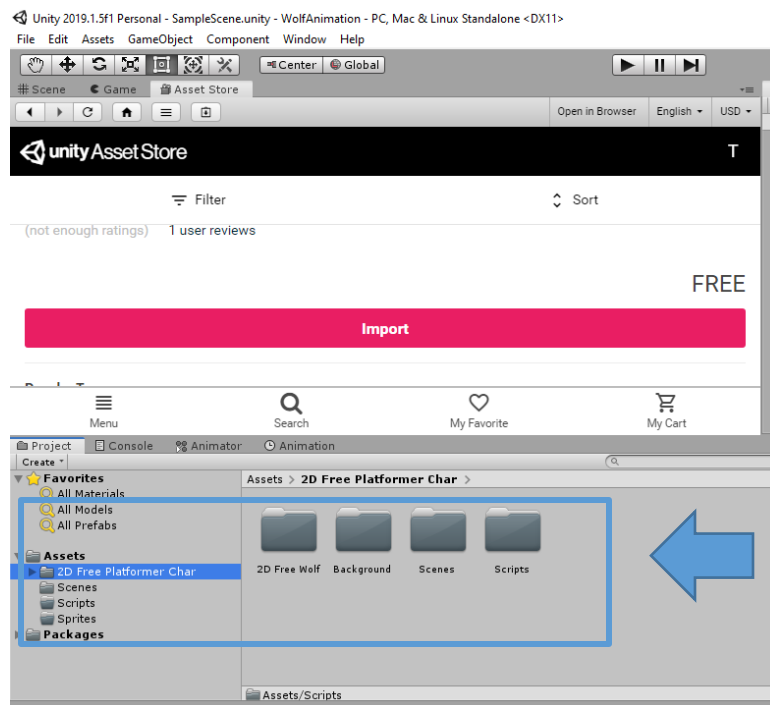 Unity 2019.1.5f1 Personal - SampleScene.unity - WolfAnimation - PC, Mac & Linux Standalone <DX11>
File Edit Assets GameObject Component Window Help
Center Global
Scene Game Asset Store
Open in Browser English USD
unity Asset Store T
Filter Sort
(not enough ratings) 1 user reviews
FREE
Import
Menu Search My Favorite My Cart
Project Console Animator Animation
Create
Favorites
All Materials
All Models
All Prefabs
Assets
2D Free Platformer Char
Scenes
Scripts
Sprites
Packages
Assets > 2D Free Platformer Char >
2D Free Wolf Background Scenes Scripts
Assets/Scripts